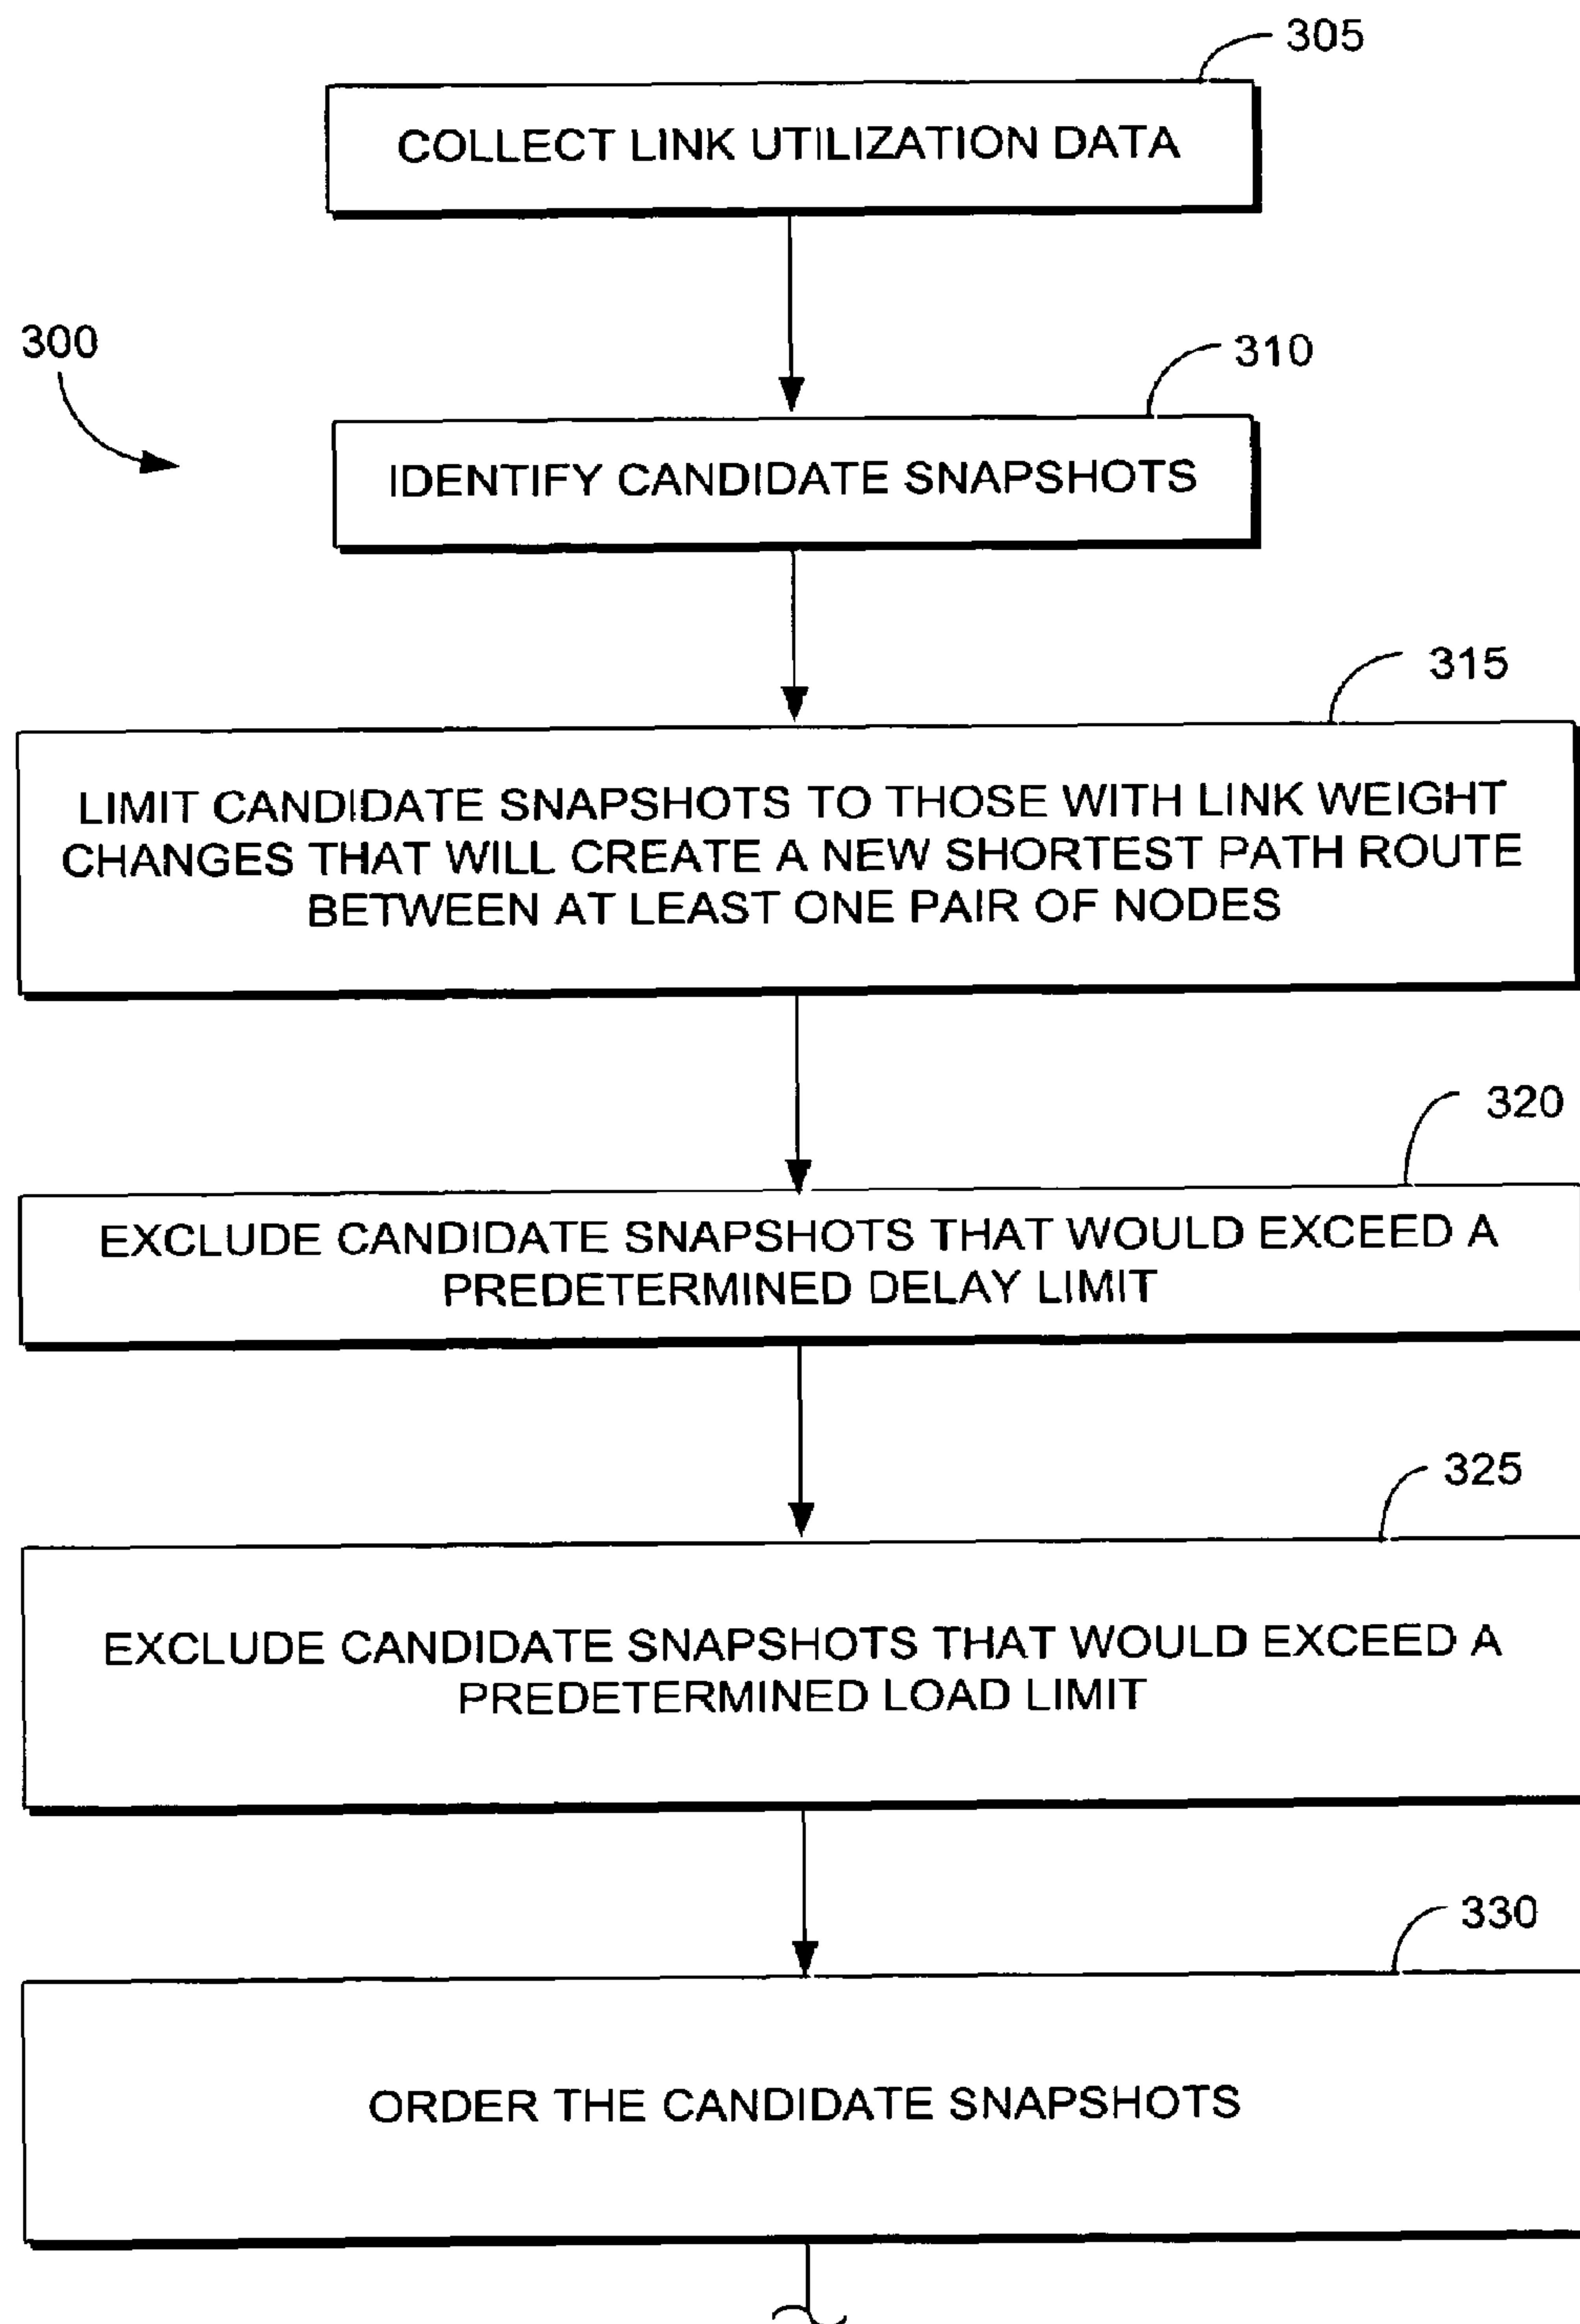 305
COLLECT LINK UTILIZATION DATA
300
310
IDENTIFY CANDIDATE SNAPSHOTS
315
LIMIT CANDIDATE SNAPSHOTS TO THOSE WITH LINK WEIGHT
CHANGES THAT WILL CREATE A NEW SHORTEST PATH ROUTE
BETWEEN AT LEAST ONE PAIR OF NODES
320
EXCLUDE CANDIDATE SNAPSHOTS THAT WOULD EXCEED A
PREDETERMINED DELAY LIMIT
325
EXCLUDE CANDIDATE SNAPSHOTS THAT WOULD EXCEED A
PREDETERMINED LOAD LIMIT
330
ORDER THE CANDIDATE SNAPSHOTS